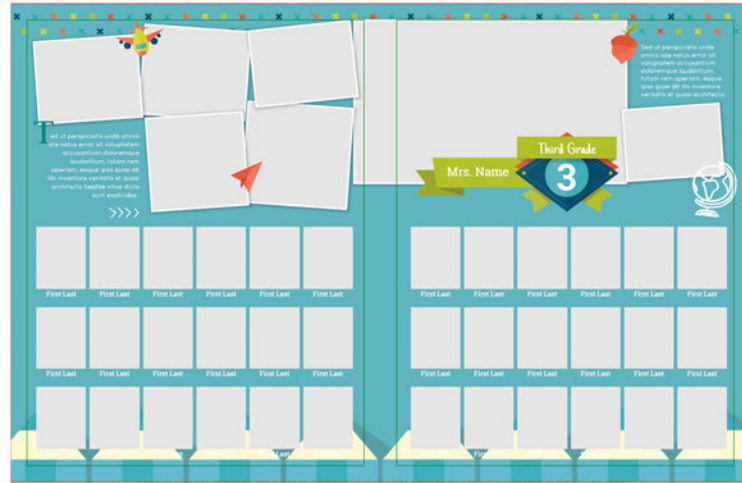 Ted ut perspiciatis unde omnis
iste natus error sit voluptatem
accusantium doloremque
laudantium, totam rem
aperiam, eaque ipsa quae ab
illo inventore veritatis et quasi
architecto beatae vitae dicta
sunt explicabo.
>>>>
Sed ut perspiciatis unde
omnis iste natus error sit
voluptatem accusantium
doloremque laudantium,
totam rem aperiam, eaque
ipsa quae ab illo inventore
veritatis et quasi architecto.
Third Grade
Mrs. Name
3
First Last First Last First Last First Last First Last First Last
First Last First Last First Last First Last First Last First Last
First Last First Last First Last First Last First Last First Last
First Last First Last First Last First Last First Last First Last